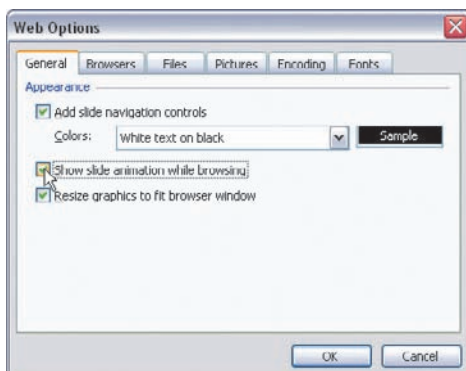 Web Options
General Browsers Files Pictures Encoding Fonts
Appearance
Add slide navigation controls
Colors: White text on black Sample
Show slide animation while browsing
Resize graphics to fit browser window
OK Cancel